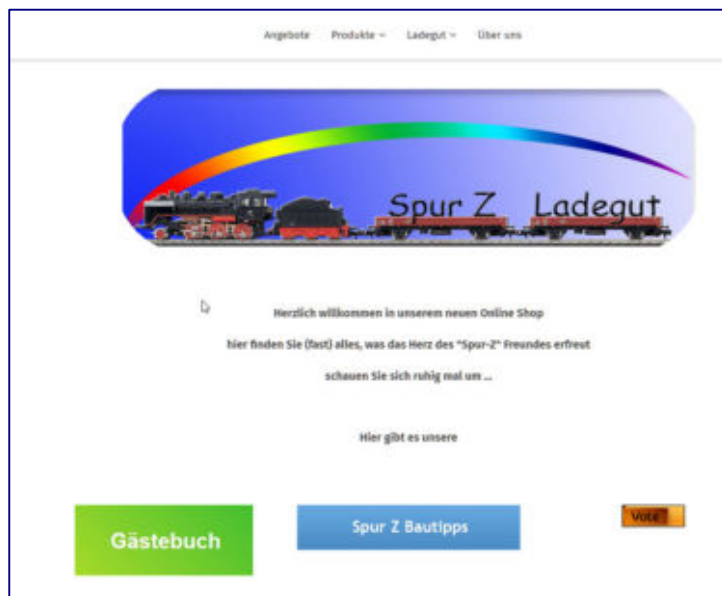 Angebote Produkte Ladegut Über uns
Spur Z Ladegut
Herzlich willkommen in unserem neuen Online Shop
hier finden Sie (fast) alles, was das Herz des "Spur-Z" Freundes erfreut
schauen Sie sich ruhig mal um ...
Hier gibt es unsere
Gästebuch Spur Z Bautipps Vote